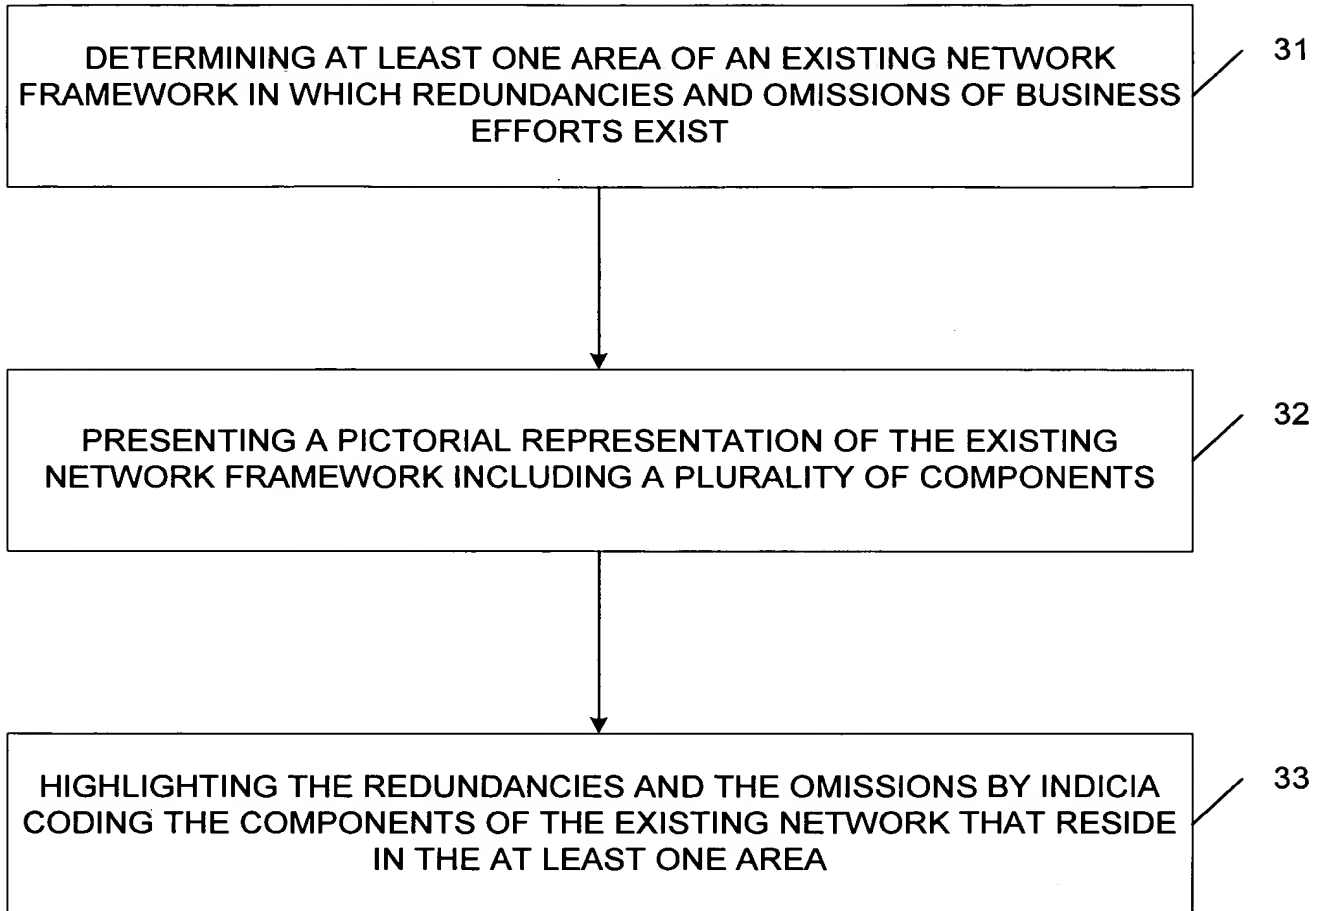 DETERMINING AT LEAST ONE AREA OF AN EXISTING NETWORK
FRAMEWORK IN WHICH REDUNDANCIES AND OMISSIONS OF BUSINESS
EFFORTS EXIST
31
PRESENTING A PICTORIAL REPRESENTATION OF THE EXISTING
NETWORK FRAMEWORK INCLUDING A PLURALITY OF COMPONENTS
32
HIGHLIGHTING THE REDUNDANCIES AND THE OMISSIONS BY INDICIA
CODING THE COMPONENTS OF THE EXISTING NETWORK THAT RESIDE
IN THE AT LEAST ONE AREA
33